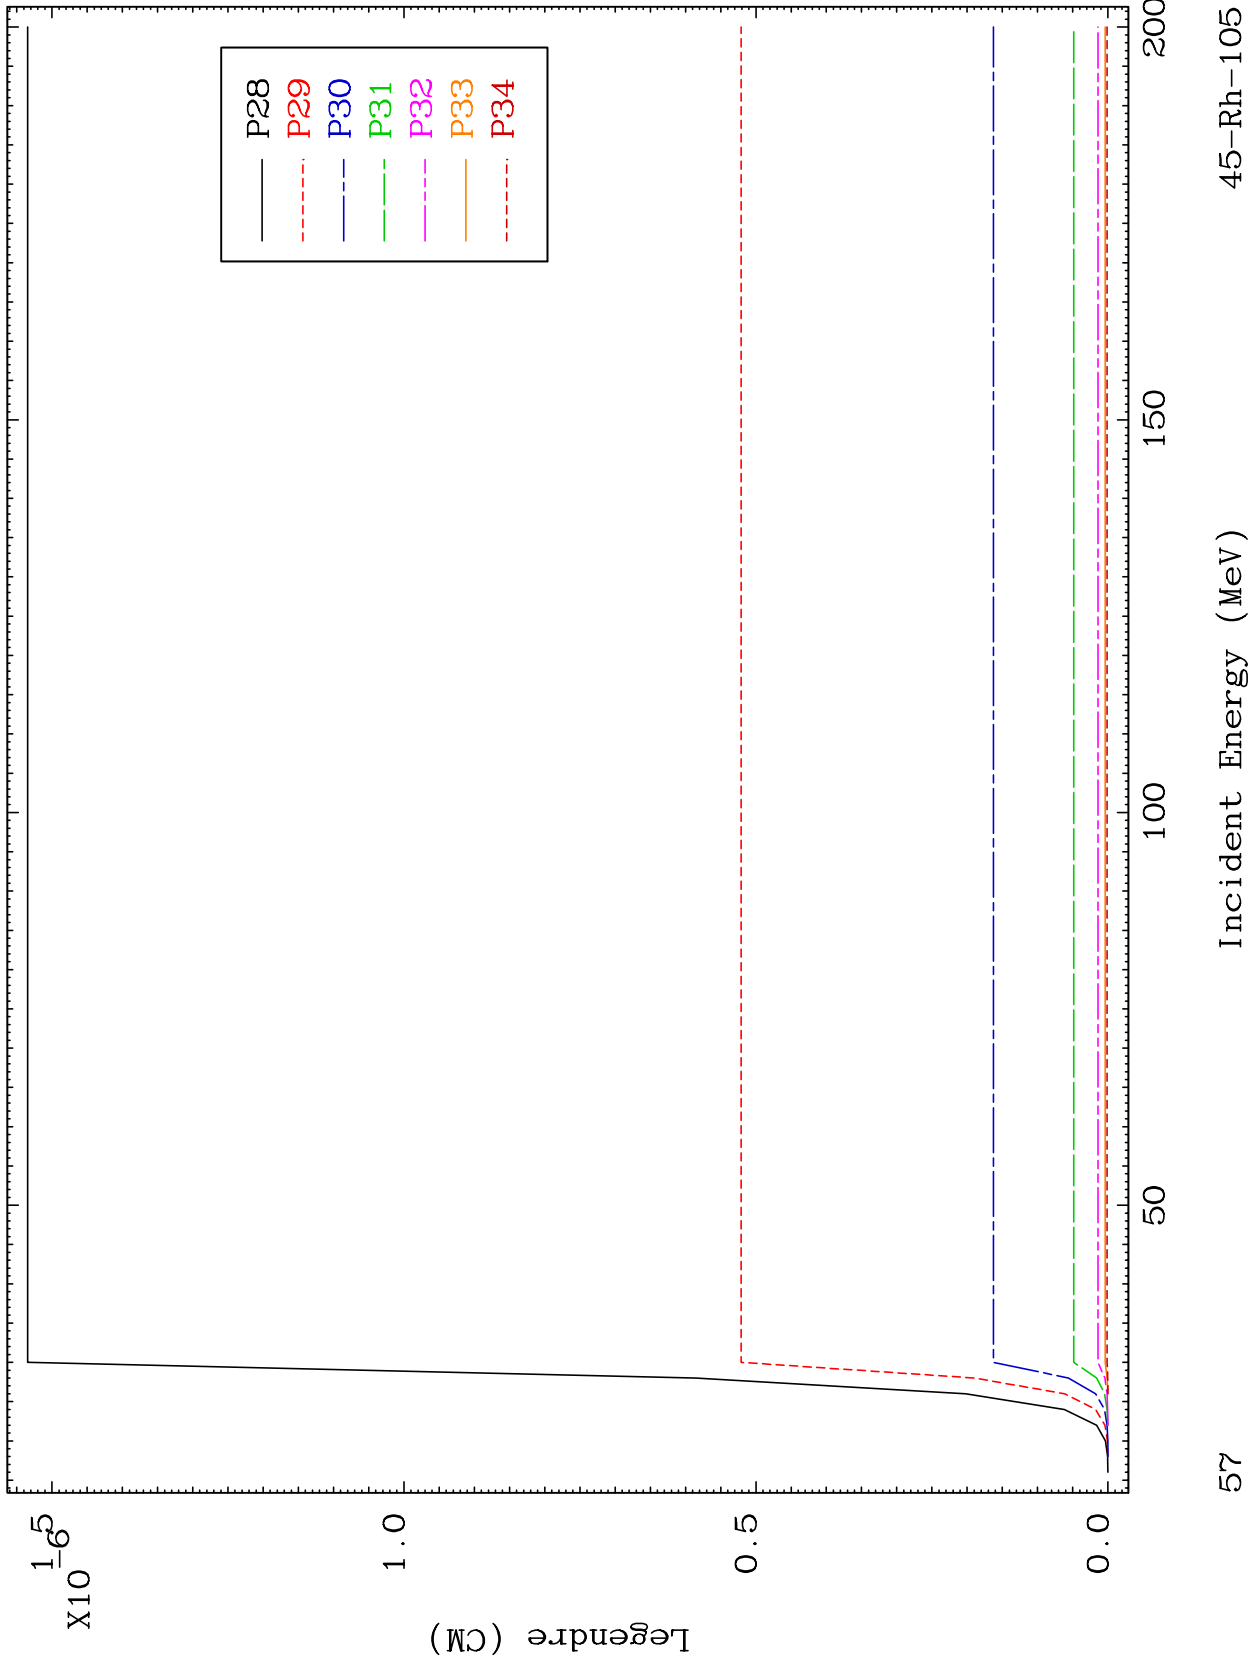 1.5
X10
-6
1.0
0.5
0.0
Legendre (CM)
P28
P29
P30
P31
P32
P33
P34
50
100
150
200
Incident Energy (MeV)
57
45-Rh-105